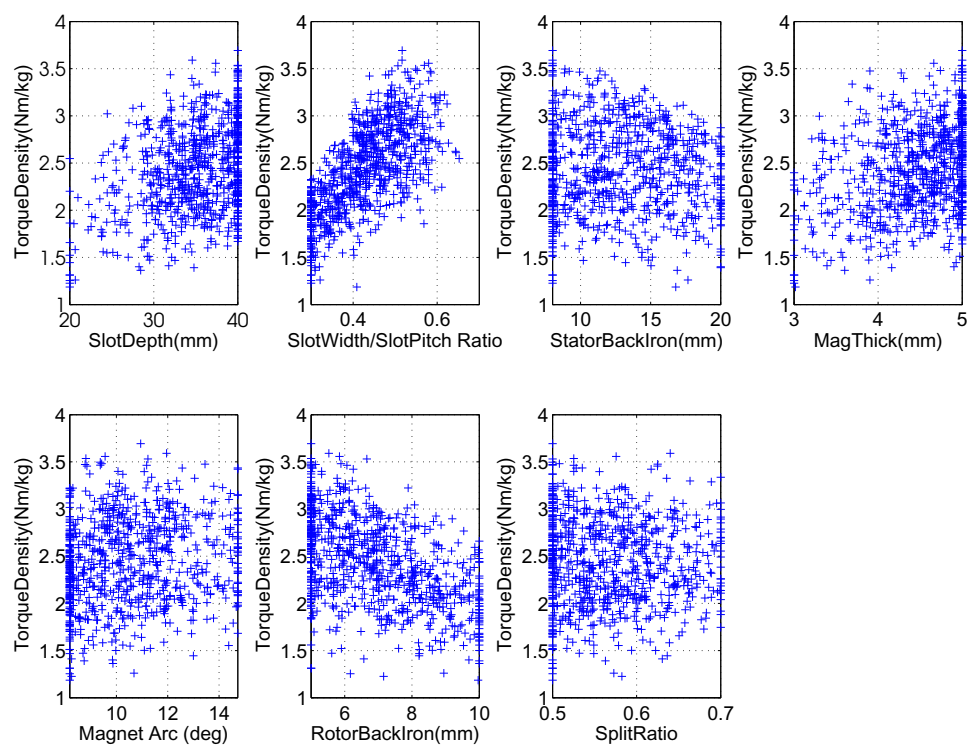 4
3.5
3
2.5
2
1.5
1
20 30 40
SlotDepth(mm)
TorqueDensity(Nm/kg)
4
3.5
3
2.5
2
1.5
1
0.4 0.6
SlotWidth/SlotPitch Ratio
TorqueDensity(Nm/kg)
4
3.5
3
2.5
2
1.5
1
10 15 20
StatorBackIron(mm)
TorqueDensity(Nm/kg)
4
3.5
3
2.5
2
1.5
1
3 4 5
MagThick(mm)
TorqueDensity(Nm/kg)
4
3.5
3
2.5
2
1.5
1
10 12 14
Magnet Arc (deg)
TorqueDensity(Nm/kg)
4
3.5
3
2.5
2
1.5
1
6 8 10
RotorBackIron(mm)
TorqueDensity(Nm/kg)
4
3.5
3
2.5
2
1.5
1
0.5 0.6 0.7
SplitRatio
TorqueDensity(Nm/kg)